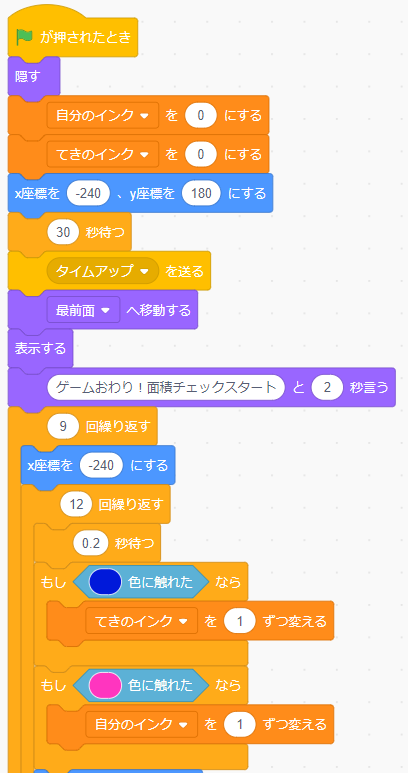 が押されたとき
隠す
自分のインク を 0 にする
てきのインク を 0 にする
x座標を -240 、y座標を 180 にする
30 秒待つ
タイムアップ を送る
最前面 へ移動する
表示する
ゲームおわり！面積チェックスタート と 2 秒言う
9 回繰り返す
x座標を -240 にする
12 回繰り返す
0.2 秒待つ
もし 色に触れた なら
てきのインク を 1 ずつ変える
もし 色に触れた なら
自分のインク を 1 ずつ変える